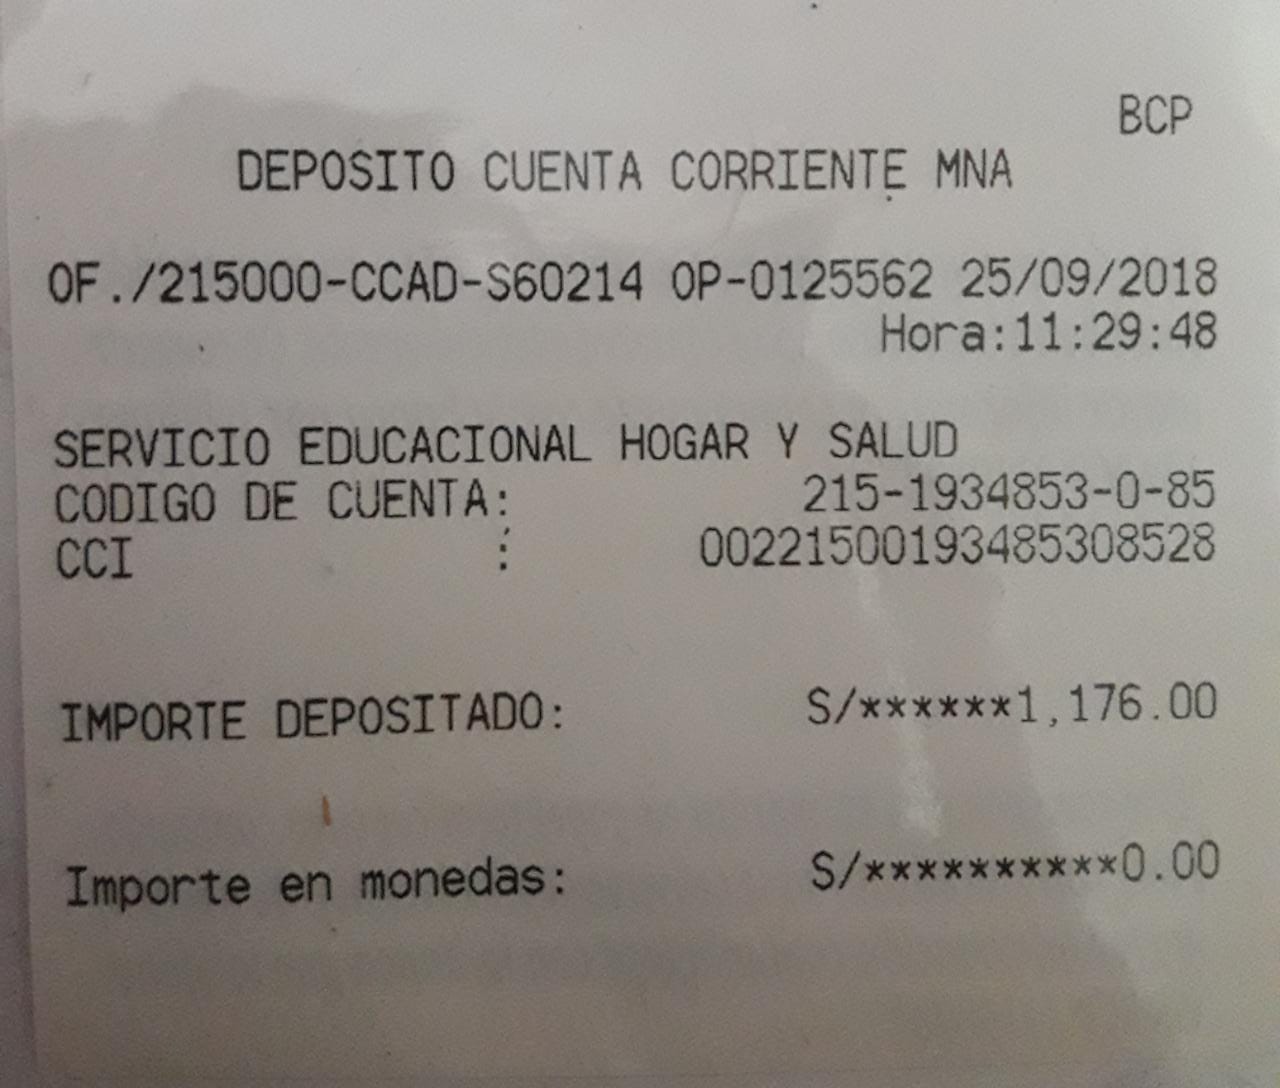 BCP
DEPOSITO CUENTA CORRIENTE MNA
OF./215000-CCAD-S60214 OP-0125562 25/09/2018
Hora:11:29:48
SERVICIO EDUCACIONAL HOGAR Y SALUD
CODIGO DE CUENTA: 215-1934853-0-85
CCI : 00221500193485308528
IMPORTE DEPOSITADO: S/******1,176.00
Importe en monedas: S/**********0.00